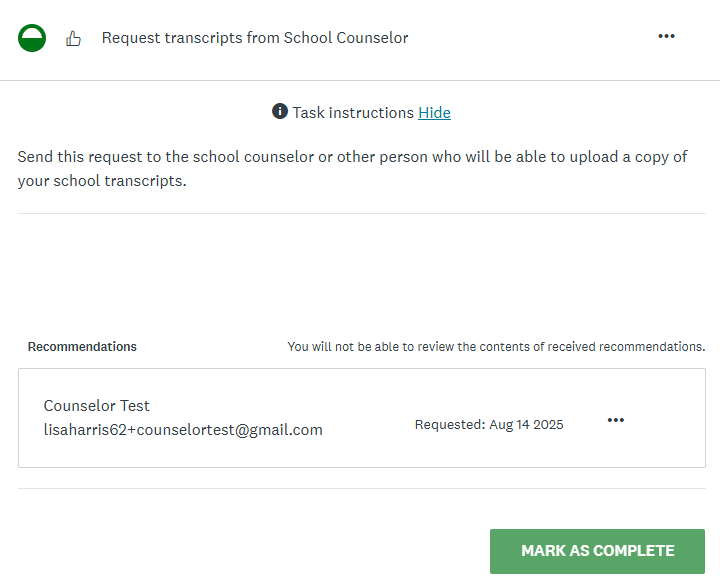 Request transcripts from School Counselor
Task instructions Hide
Send this request to the school counselor or other person who will be able to upload a copy of
your school transcripts.
Recommendations
You will not be able to review the contents of received recommendations.
Counselor Test
lisaharris62+counselortest@gmail.com
Requested: Aug 14 2025
MARK AS COMPLETE